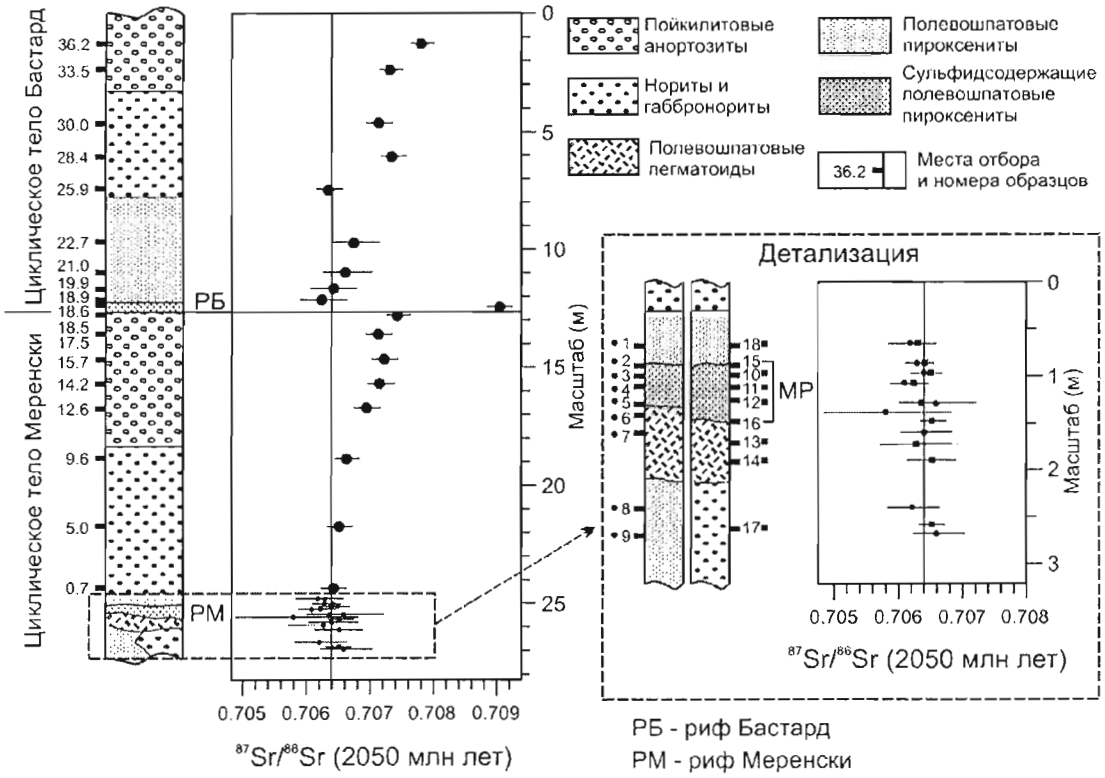 Циклическое тело Бастард
Циклическое тело Меренски
36.2
33.5
30.0
28.4
25.9
22.7
21.0
19.9
18.9
18.6
18.5
17.5
15.7
14.2
12.6
9.6
5.0
0.7
РБ
РМ
0
5
10
15
20
25
Масштаб (м)
0.705 0.706 0.707 0.708 0.709
⁸⁷Sr/⁸⁶Sr (2050 млн лет)
Пойкилитовые
анортозиты
Нориты и
габбронориты
Полевошпатовые
пегматоиды
Полевошпатовые
пироксениты
Сульфидсодержащие
полевошпатовые
пироксениты
36.2
Места отбора
и номера образцов
Детализация
1
2
3
4
5
6
7
8
9
18
15
10
11
12
16
13
14
17
МР
0
1
2
3
Масштаб (м)
0.705 0.706 0.707 0.708
⁸⁷Sr/⁸⁶Sr (2050 млн лет)
РБ - риф Бастард
РМ - риф Меренски